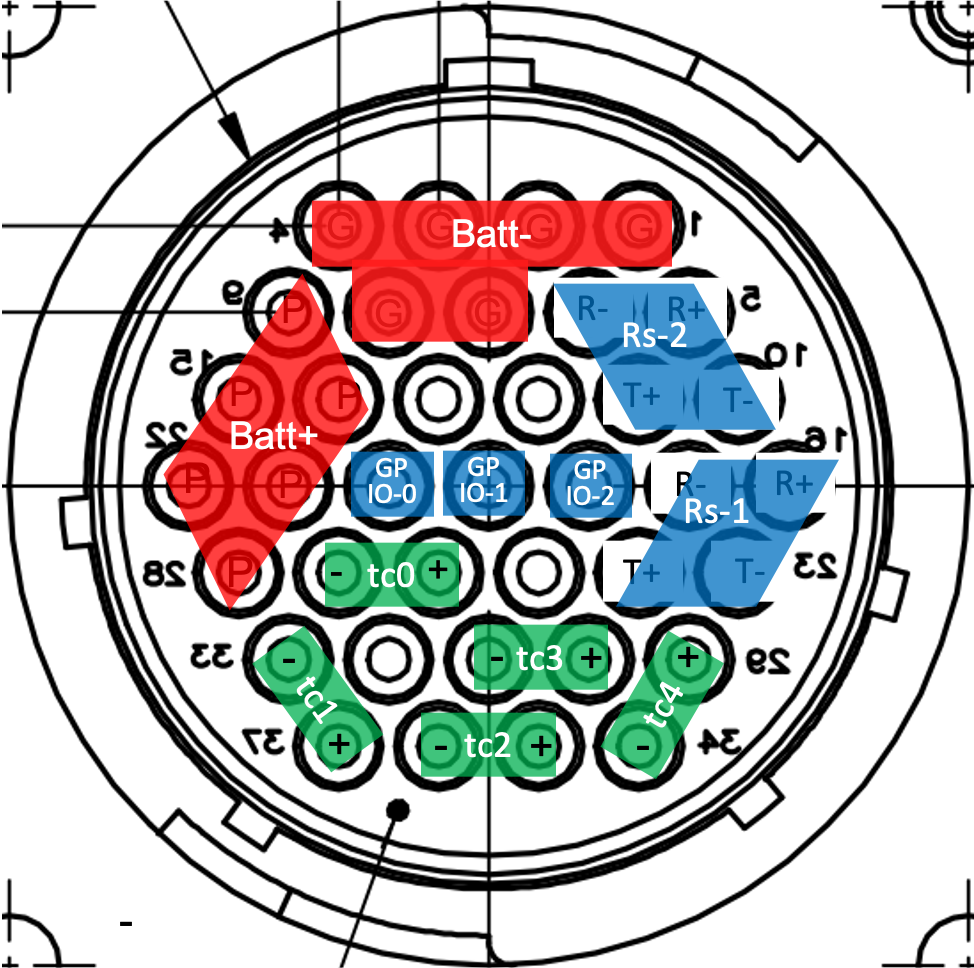 G G G G
4 Batt- 1
9 P G G R- R+ 5
Rs-2
15 P P T+ T- 10
Batt+
22 P P GP IO-0 GP IO-1 GP IO-2 R- R+ 16
Rs-1
28 P - tc0 + T+ T- 23
33 - - tc3 + + 29
tc1 tc4
37 + - tc2 + - 34
-